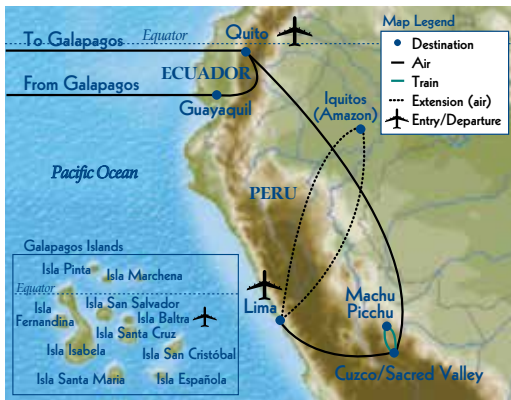 Quito
To Galapagos
Equator
ECUADOR
From Galapagos
Guayaquil
Map Legend
Destination
Air
Train
Extension (air)
Entry/Departure
Iquitos
(Amazon)
Pacific Ocean
PERU
Galapagos Islands
Isla Pinta
Isla Marchena
Equator
Isla
Fernandina
Isla San Salvador
Isla Baltra
Isla Santa Cruz
Isla Isabela
Isla San Cristóbal
Isla Santa Maria
Isla Española
Lima
Machu
Picchu
Cuzco/Sacred Valley